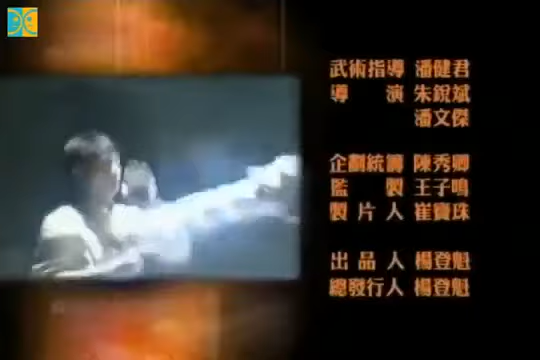 武術指導 潘健君
導演 朱銳斌
潘文傑
企劃統籌 陳秀卿
監製 王子鳴
製片人 崔寶珠
出品人 楊登魁
總發行人 楊登魁